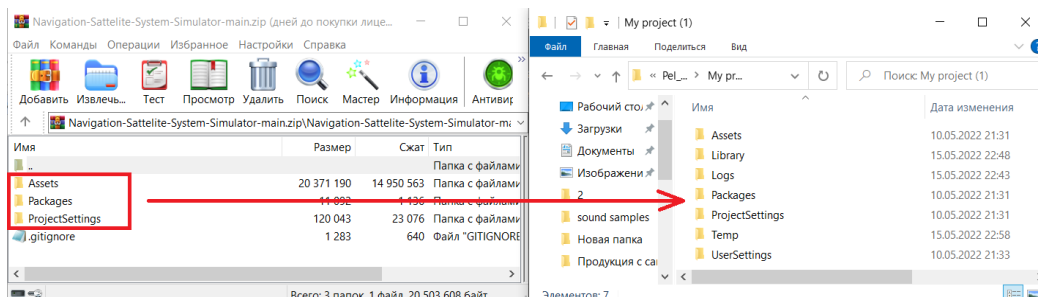 Navigation-Sattelite-System-Simulator-main.zip (дней до покупки лице...
Файл Команды Операции Избранное Настройки Справка
Добавить Извлечь... Тест Просмотр Удалить Поиск Мастер Информация Антивир
Navigation-Sattelite-System-Simulator-main.zip\Navigation-Sattelite-System-Simulator-ma
Имя Размер Сжат Тип
.. Папка с файлами
Assets 20 371 190 14 950 563 Папка с файлами
Packages 11 092 1 136 Папка с файлами
ProjectSettings 120 043 23 076 Папка с файлами
.gitignore 1 283 640 Файл "GITIGNORE
Всего: 3 папок, 1 файл, 20 503 608 байт
My project (1)
Файл Главная Поделиться Вид
« Pel_... > My pr... Поиск: My project (1)
Рабочий стол
Загрузки
Документы
Изображения
2
sound samples
Новая папка
Продукция с са
Имя Дата изменения
Assets 10.05.2022 21:31
Library 15.05.2022 22:48
Logs 15.05.2022 22:43
Packages 10.05.2022 21:31
ProjectSettings 10.05.2022 21:31
Temp 15.05.2022 22:58
UserSettings 10.05.2022 21:33
Элементов: 7